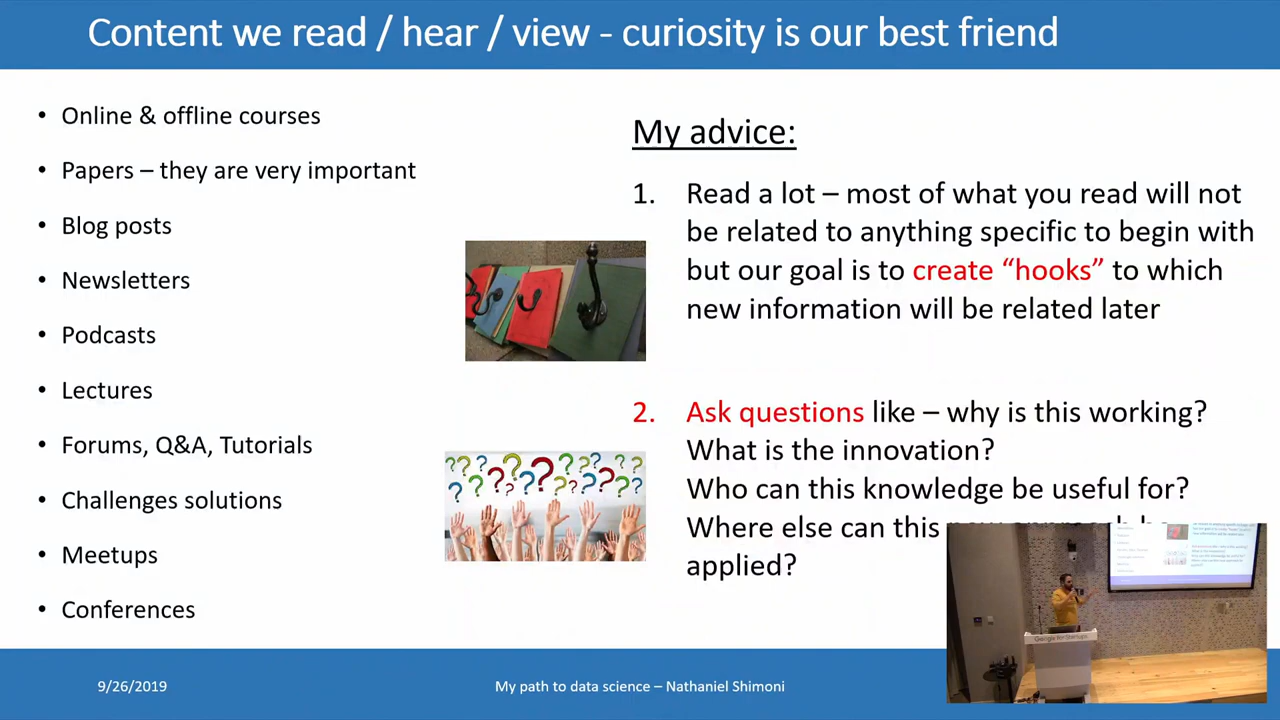 Content we read / hear / view - curiosity is our best friend
• Online & offline courses
• Papers – they are very important
• Blog posts
• Newsletters
• Podcasts
• Lectures
• Forums, Q&A, Tutorials
• Challenges solutions
• Meetups
• Conferences
My advice:
1. Read a lot – most of what you read will not
be related to anything specific to begin with
but our goal is to create “hooks” to which
new information will be related later
2. Ask questions like – why is this working?
What is the innovation?
Who can this knowledge be useful for?
Where else can this
applied?
Google for Startups
9/26/2019
My path to data science – Nathaniel Shimoni